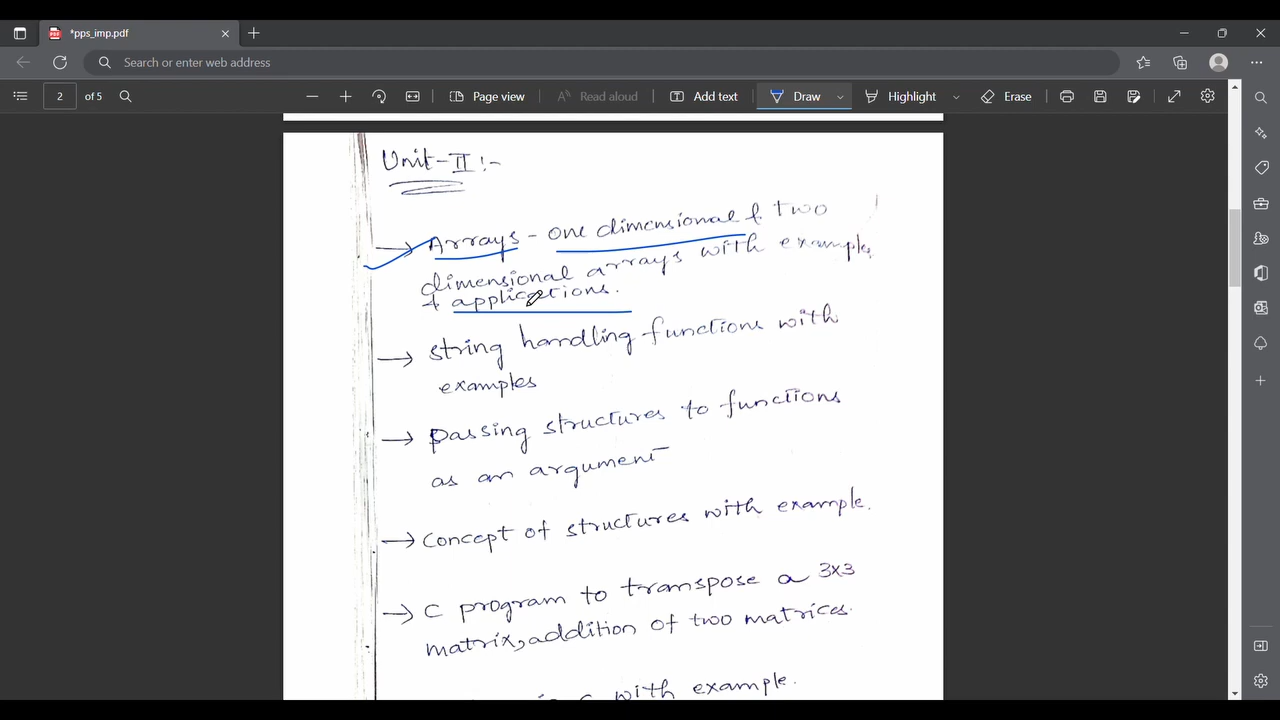 *pps_imp.pdf
Search or enter web address
2 of 5
Page view
Read aloud
Add text
Draw
Highlight
Erase
Unit-II :-
→ Arrays - one dimensional & two
dimensional arrays with examples
& applications.
→ string handling functions with
examples
→ passing structures to functions
as an argument
→ concept of structures with example.
→ C program to transpose a 3x3
matrix, addition of two matrices.
with example.